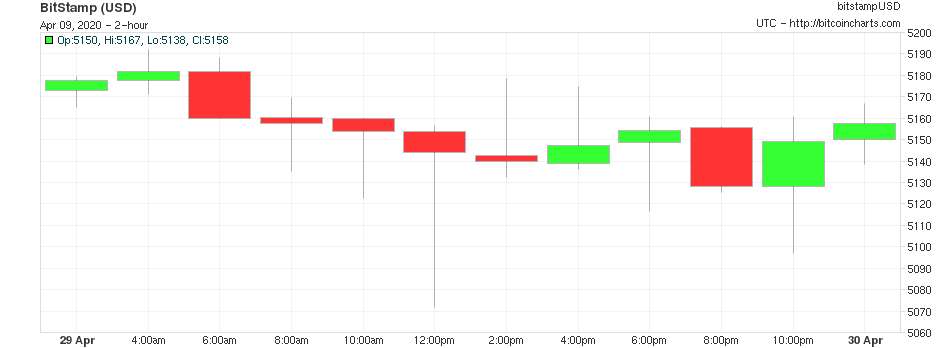 BitStamp (USD)
bitstampUSD
Apr 09, 2020 - 2-hour
UTC - http://bitcoincharts.com
Op:5150, Hi:5167, Lo:5138, Cl:5158
5200
5190
5180
5170
5160
5150
5140
5130
5120
5110
5100
5090
5080
5070
5060
29 Apr 4:00am 6:00am 8:00am 10:00am 12:00pm 2:00pm 4:00pm 6:00pm 8:00pm 10:00pm 30 Apr